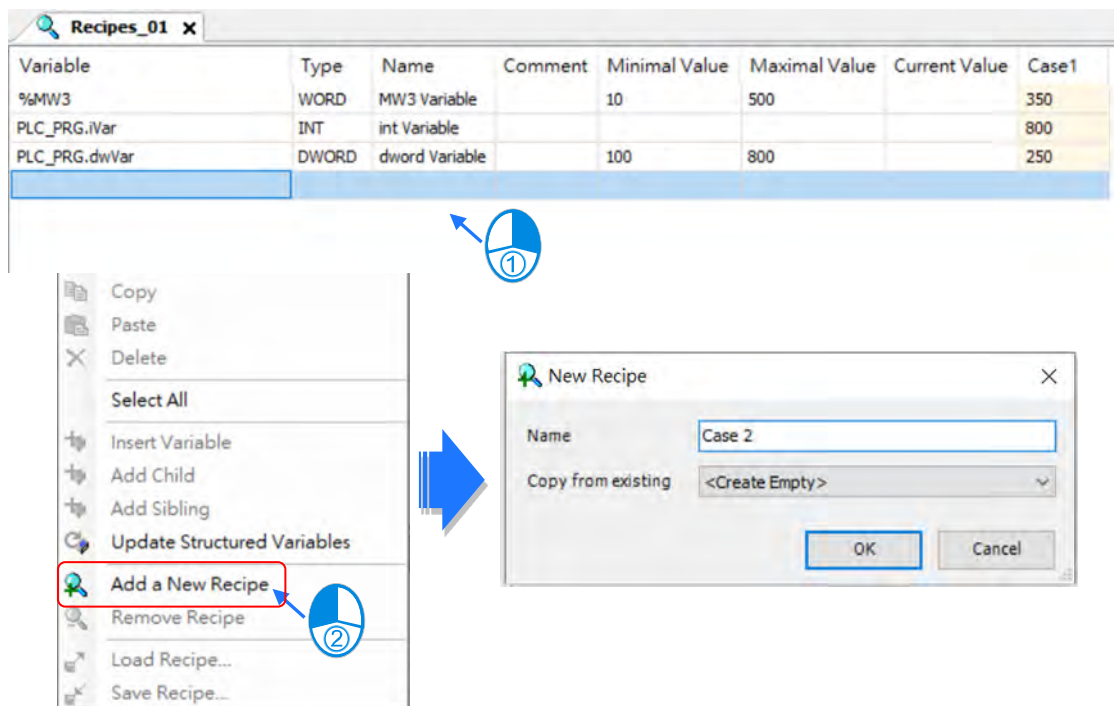 Recipes_01 x
Variable Type Name Comment Minimal Value Maximal Value Current Value Case1
%MW3 WORD MW3 Variable 10 500 350
PLC_PRG.iVar INT int Variable 800
PLC_PRG.dwVar DWORD dword Variable 100 800 250
①
Copy
Paste
Delete
Select All
Insert Variable
Add Child
Add Sibling
Update Structured Variables
Add a New Recipe
②
Remove Recipe
Load Recipe...
Save Recipe...
New Recipe
Name Case 2
Copy from existing <Create Empty>
OK Cancel